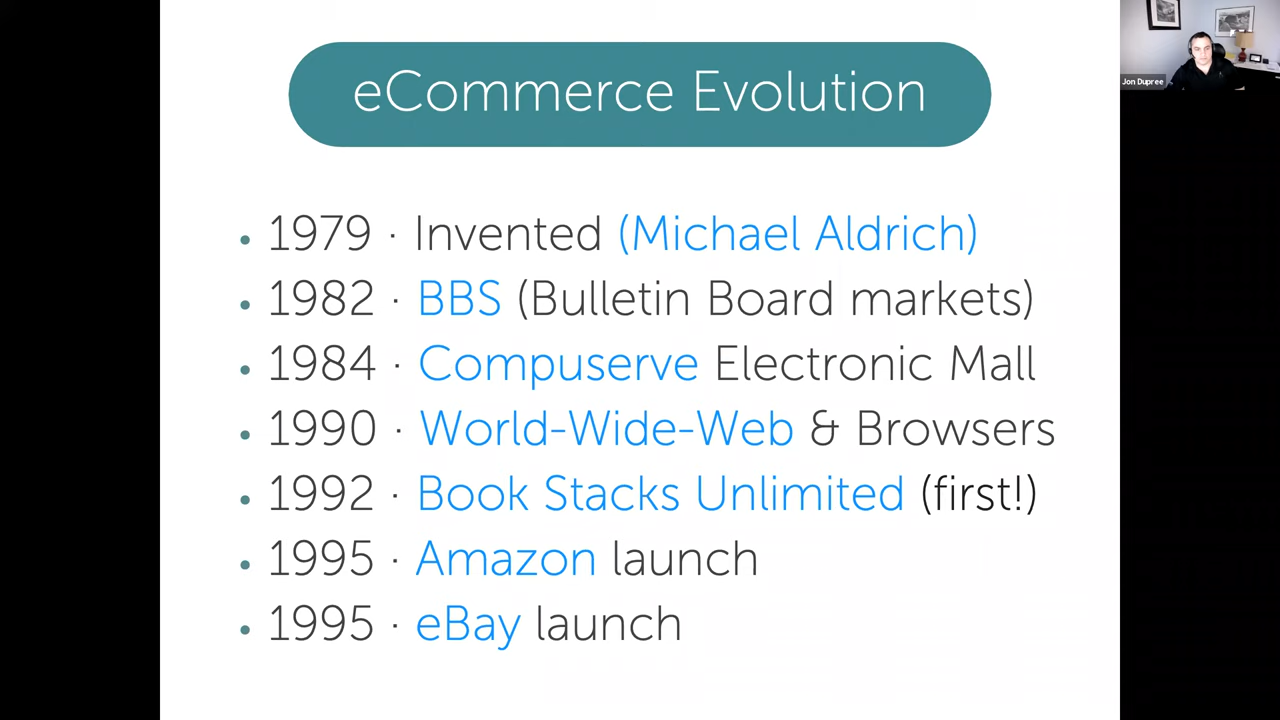 eCommerce Evolution
Jon Dupree
• 1979 · Invented (Michael Aldrich)
• 1982 · BBS (Bulletin Board markets)
• 1984 · Compuserve Electronic Mall
• 1990 · World-Wide-Web & Browsers
• 1992 · Book Stacks Unlimited (first!)
• 1995 · Amazon launch
• 1995 · eBay launch